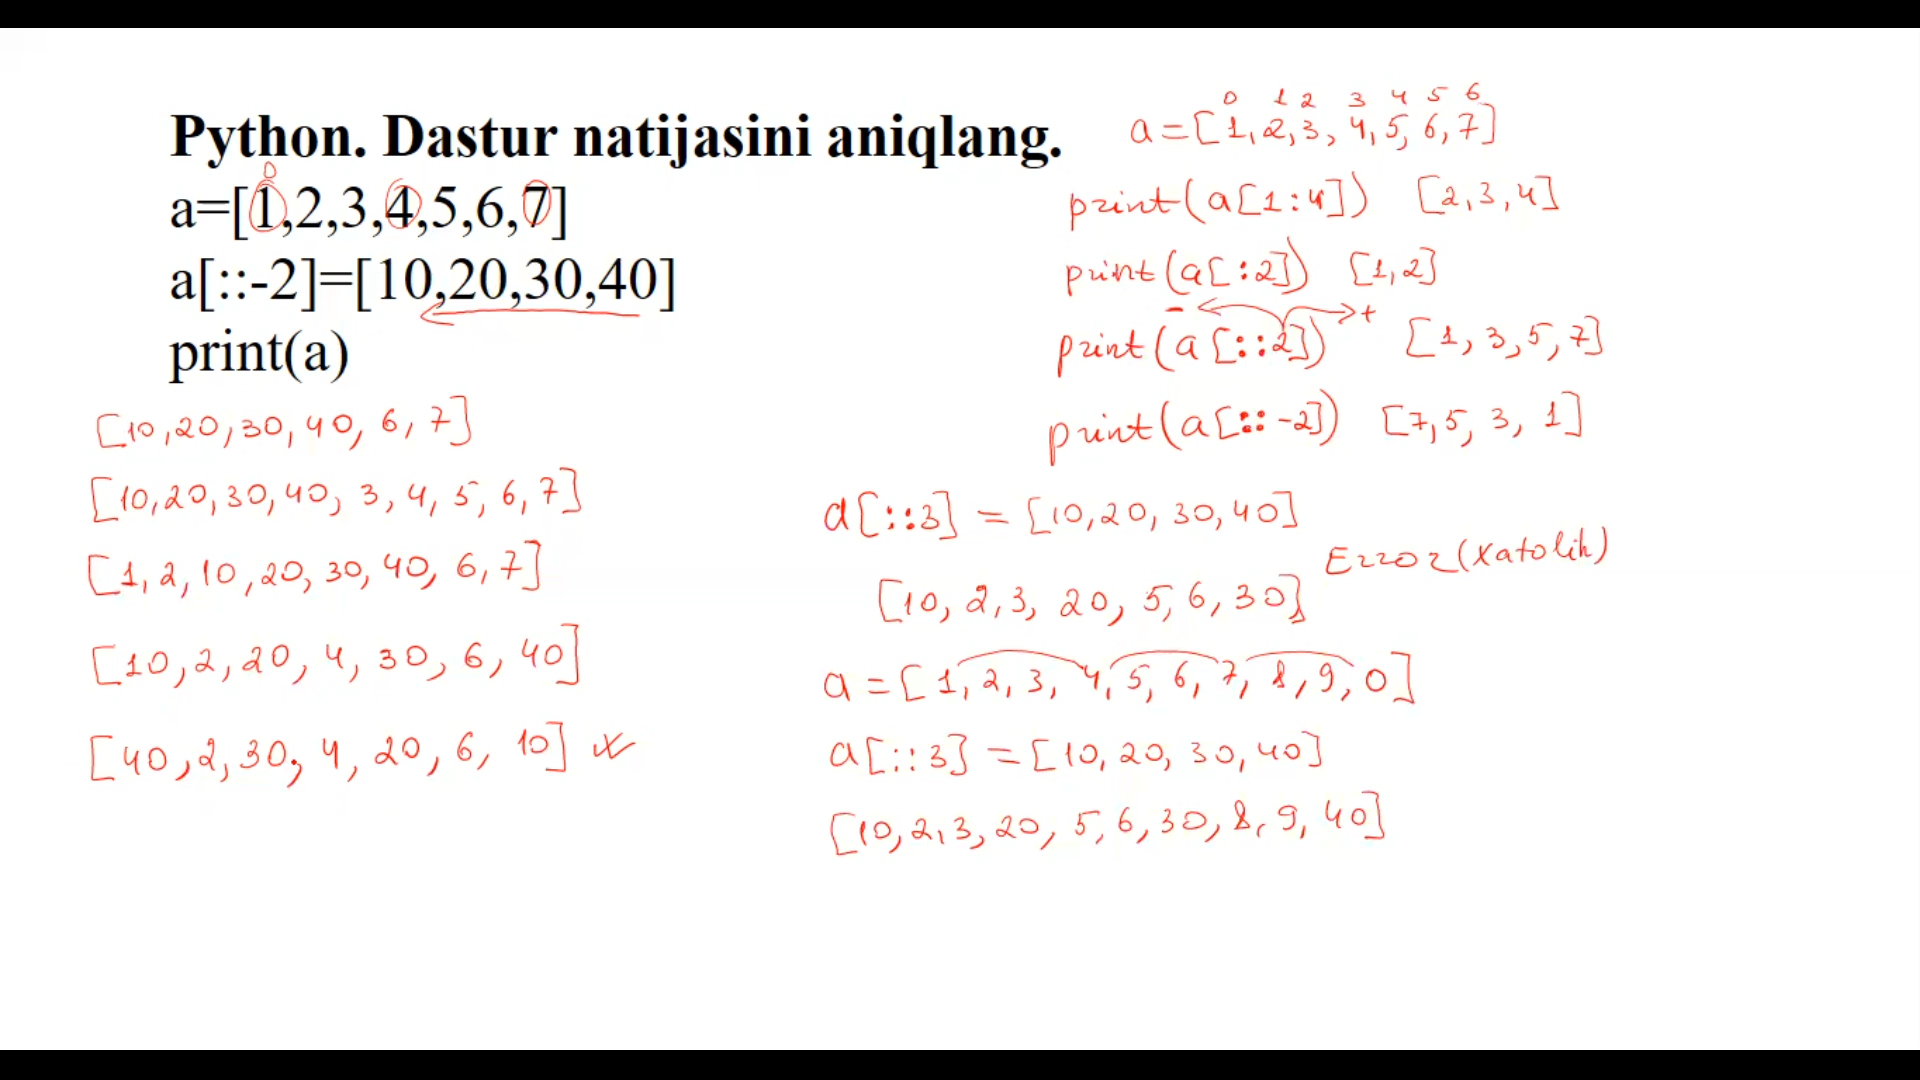 Python. Dastur natijasini aniqlang.
0
a=[1,2,3,4,5,6,7]
a[::-2]=[10,20,30,40]
print(a)
[10,20,30,40,6,7]
[10,20,30,40,3,4,5,6,7]
[1,2,10,20,30,40,6,7]
[10,2,20,4,30,6,40]
[40,2,30,4,20,6,10]
0 1 2 3 4 5 6
a=[1,2,3,4,5,6,7]
print(a[1:4]) [2,3,4]
print(a[:2]) [1,2]
- +
print(a[::2]) [1,3,5,7]
print(a[::-2]) [7,5,3,1]
a[::3] = [10,20,30,40]
Error(Xatolik)
[10,2,3,20,5,6,30]
a=[1,2,3,4,5,6,7,8,9,0]
a[::3]=[10,20,30,40]
[10,2,3,20,5,6,30,8,9,40]